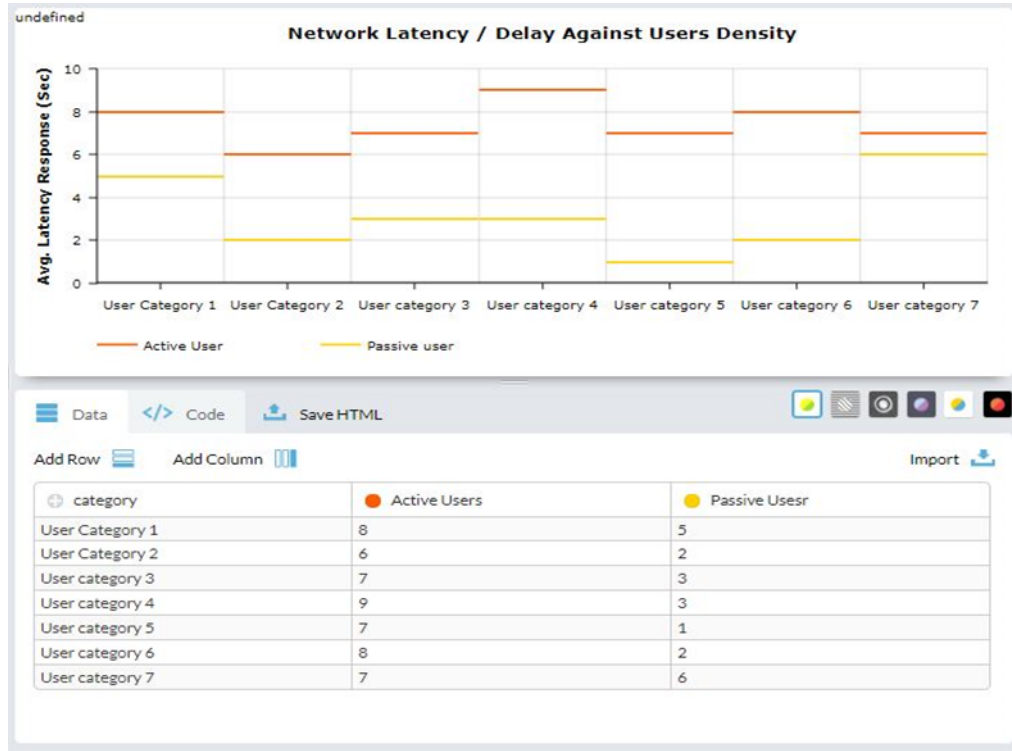 undefined
Network Latency / Delay Against Users Density
Avg. Latency Response (Sec)
10
8
6
4
2
0
User Category 1 User Category 2 User category 3 User category 4 User category 5 User category 6 User category 7
Active User Passive user
Data </> Code Save HTML
Add Row Add Column Import
category Active Users Passive Usesr
User Category 1 8 5
User Category 2 6 2
User category 3 7 3
User category 4 9 3
User category 5 7 1
User category 6 8 2
User category 7 7 6